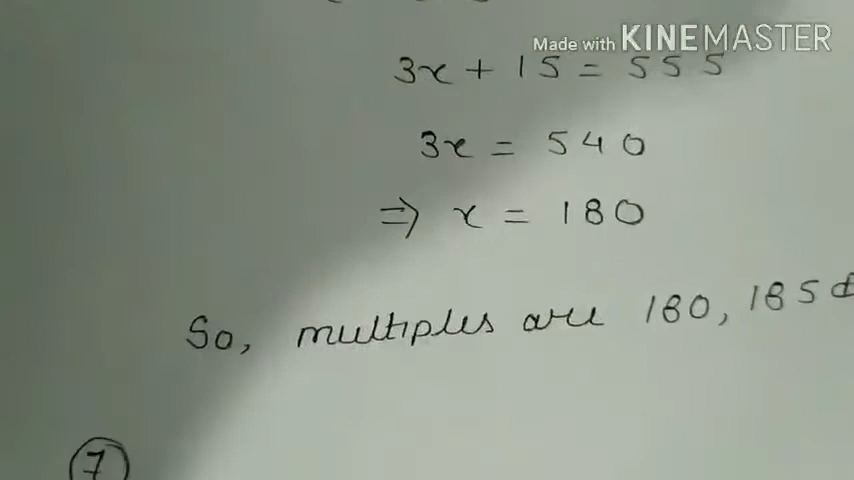 Made with KINEMASTER
3x + 15 = 555
3x = 540
⇒ x = 180
So, multiples are 180, 185 &
7